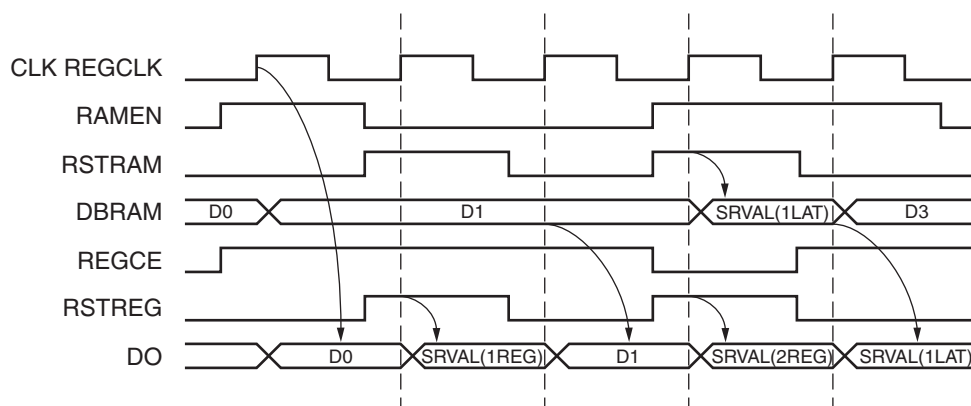 CLK REGCLK
RAMEN
RSTRAM
DBRAM D0 D1 SRVAL(1LAT) D3
REGCE
RSTREG
DO D0 SRVAL(1REG) D1 SRVAL(2REG) SRVAL(1LAT)